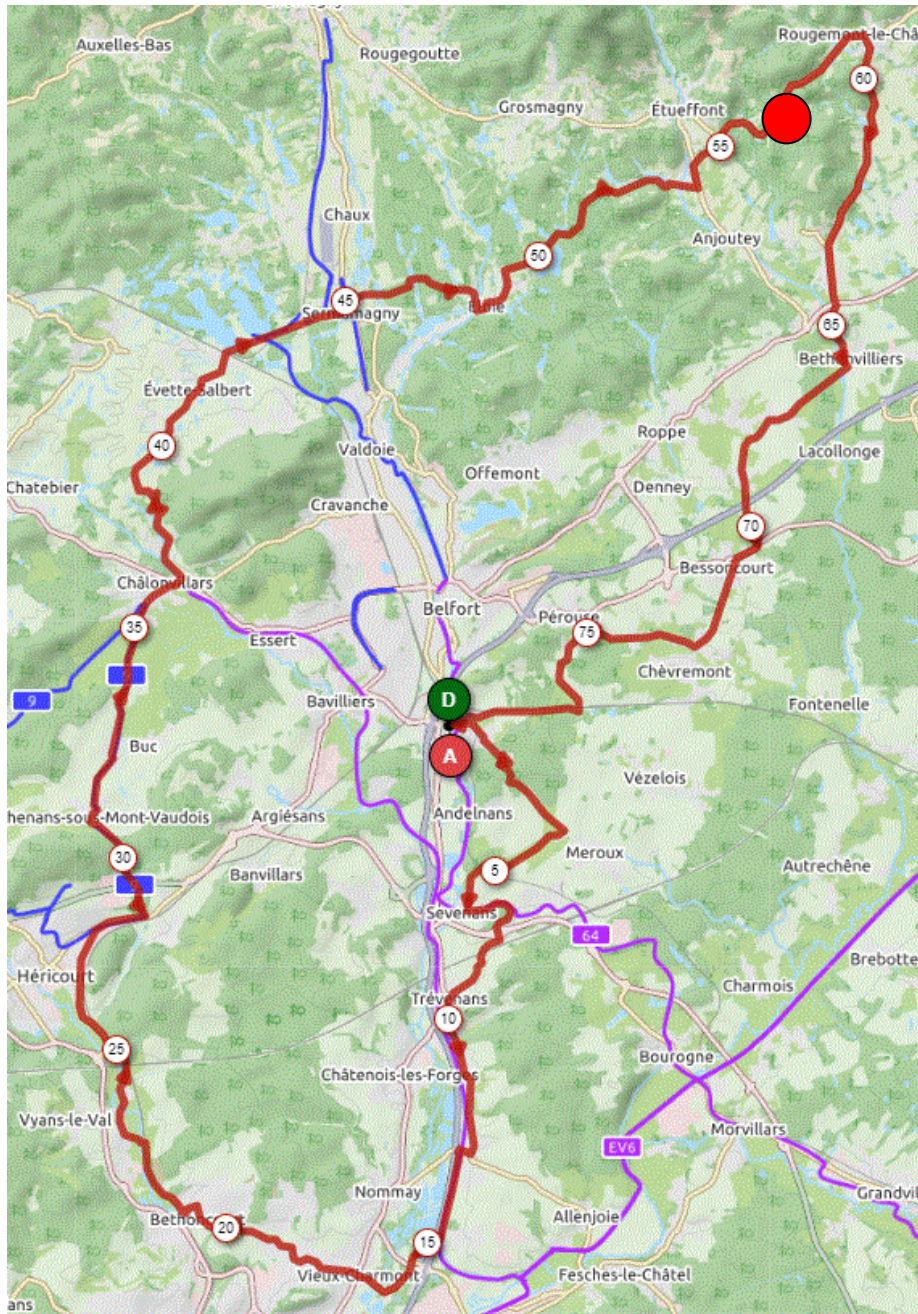 Auxelles-Bas
Rougegoutte
Rougemont-le-Châ
60
Grosmagny
Étueffont
55
Anjoutey
Chaux
50
45
Sermamagny
Eloie
65
Bethonvilliers
Évette-Salbert
40
Valdoie
Roppe
Lacollonge
Offemont
Chatebier
Cravanche
Denney
70
Châlonvillars
Bessoncourt
Belfort
Pérouse
35
Essert
75
Chèvremont
9
D
Bavilliers
Fontenelle
Buc
A
Vézelois
henans-sous-Mont-Vaudois
Argiésans
Andelnans
30
Meroux
5
Autrechêne
Banvillars
Sévenans
64
Héricourt
Brebotte
Charmois
Trévenans
10
25
Bourogne
Châtenois-les-Forges
Vyans-le-Val
Morvillars
EV6
Nommay
Grandvil
Bethoncourt
20
Allenjoie
15
Vieux-Charmont
Fesches-le-Châtel
ans